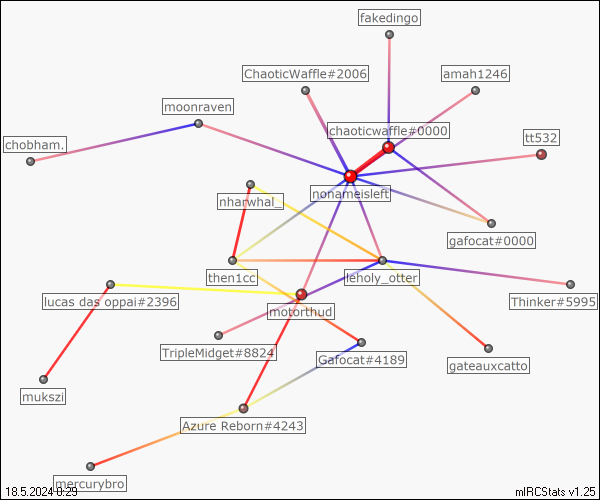 fakedingo
ChaoticWaffle#2006
amah1246
moonraven
chaoticwaffle#0000
chobham.
tt532
nonameisleft
nharwhal_
gafocat#0000
then1cc
leholy_otter
lucas das oppai#2396
Thinker#5995
motorthud
TripleMidget#8824
Gafocat#4189
gateauxcatto
mukszi
Azure Reborn#4243
mercurybro
18.5.2024 0:29
mIRCStats v1.25